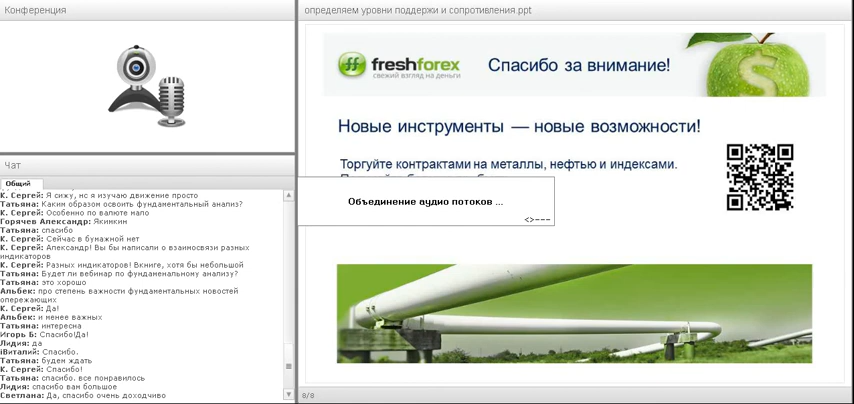 Конференция
определяем уровни поддержи и сопротивления.ppt
freshforex
свежий взгляд на деньги
Спасибо за внимание!
Новые инструменты — новые возможности!
Торгуйте контрактами на металлы, нефтью и индексами.
Объединение аудио потоков ...
<>---
Чат
Общий
К. Сергей: Я сижу, нс я изучаю движение просто
Татьяна: Каким образом освоить фундаментальный анализ?
К. Сергей: Особенно по валюте мало
Горячев Александр: Якимкин
Татьяна: спасибо
К. Сергей: Сейчас в бумажной нет
К. Сергей: Александр! Вы бы написали о взаимосвязи разных
индикаторов
К. Сергей: Разных индикаторов! Вкниге, хотя бы небольшой
Татьяна: Будет ли вебинар по фундаменальному анализу?
Татьяна: это хорошо
Альбек: про степень важности фундаментальных новостей
опережающих
К. Сергей: Да!
Альбек: и менее важных
Татьяна: интересна
Игорь Б: Спасибо!Да!
Лидия: да
iВиталий: Спасибо.
Татьяна: будем ждать
К. Сергей: Спасибо!
Татьяна: спасибо. все понравилось
Лидия: спасибо вам большое
Светлана: Да, спасибо очень доходчиво
8/8